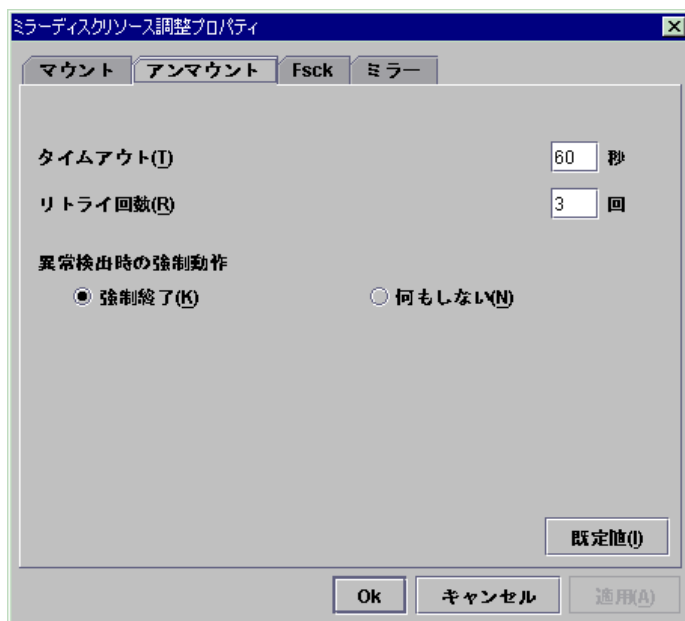 ミラーディスクリソース調整プロパティ
マウント アンマウント Fsck ミラー
タイムアウト(T) 60 秒
リトライ回数(R) 3 回
異常検出時の強制動作
強制終了(K) 何もしない(N)
既定値(I)
Ok キャンセル 適用(A)